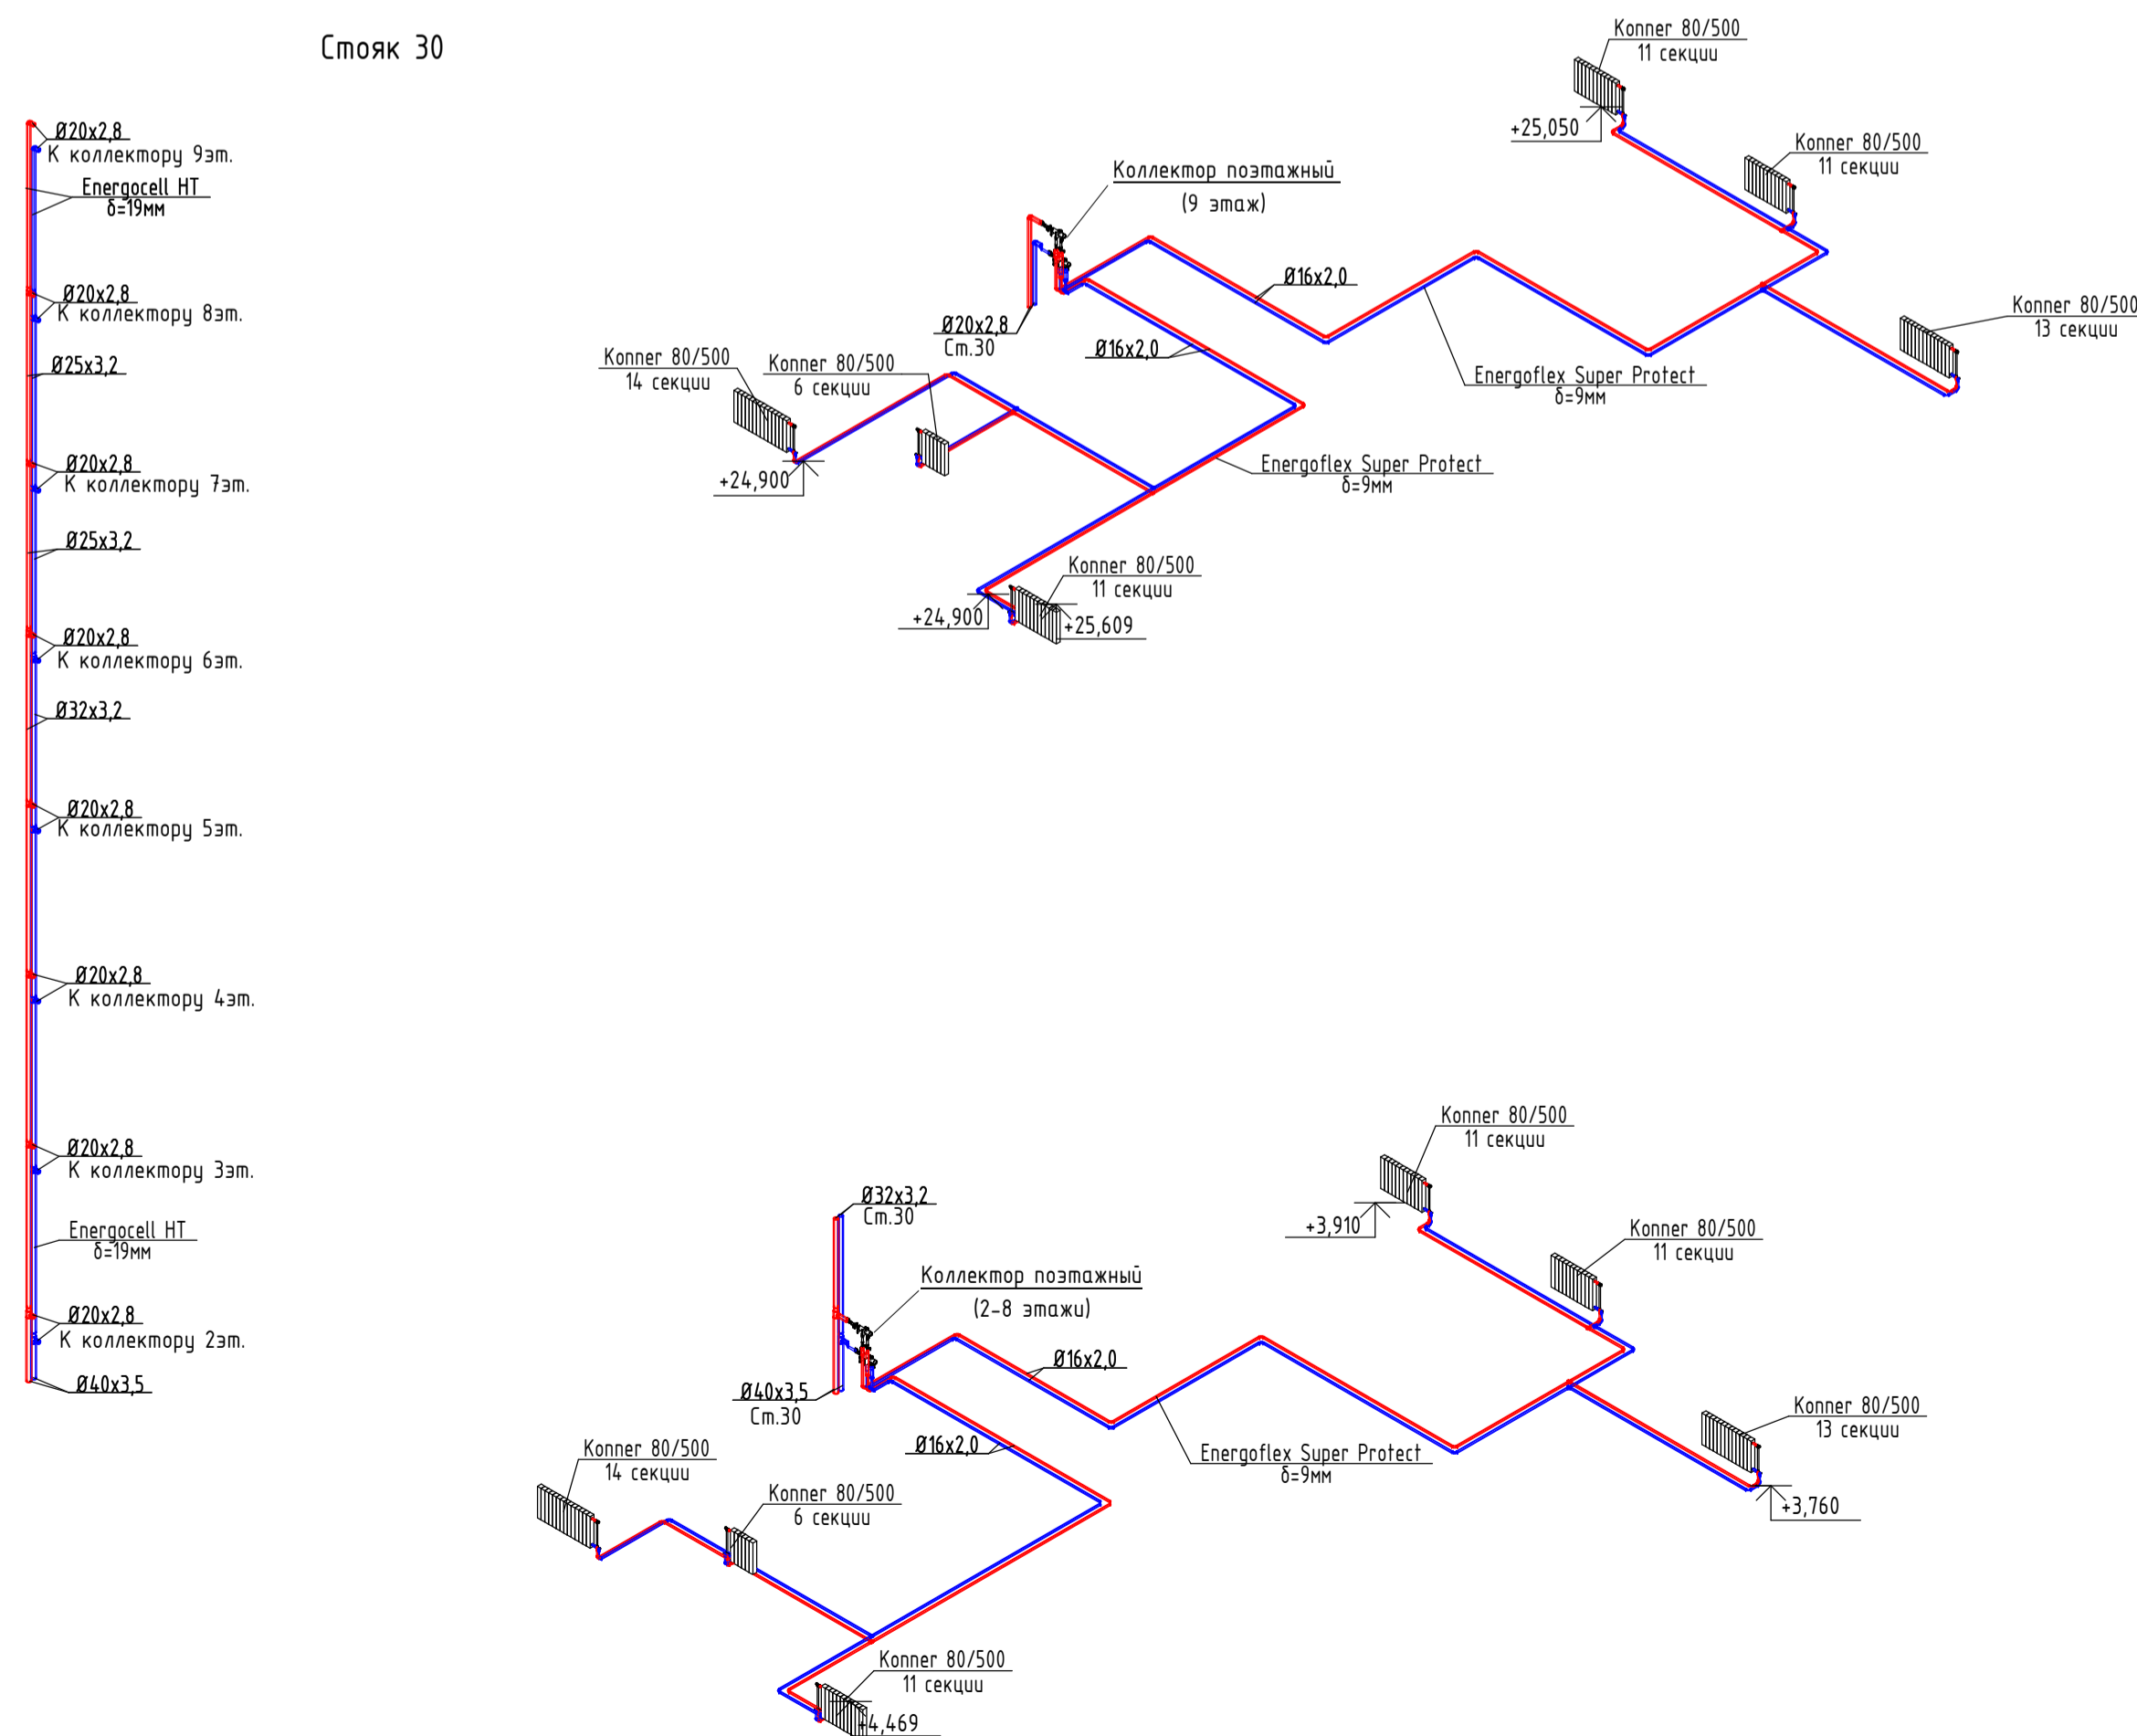 Стояк 30
Ø20x2,8
К коллектору 9эт.
Energocell HT
δ=19мм
Ø20x2,8
К коллектору 8эт.
Ø25x3,2
Ø20x2,8
К коллектору 7эт.
Ø25x3,2
Ø20x2,8
К коллектору 6эт.
Ø32x3,2
Ø20x2,8
К коллектору 5эт.
Ø20x2,8
К коллектору 4эт.
Ø20x2,8
К коллектору 3эт.
Energocell HT
δ=19мм
Ø20x2,8
К коллектору 2эт.
Ø40x3,5
Konner 80/500
11 секции
+25,050
Konner 80/500
11 секции
Коллектор поэтажный
(9 этаж)
Ø16x2,0
Konner 80/500
13 секции
Ø20x2,8
Ст.30
Ø16x2,0
Energoflex Super Protect
δ=9мм
Konner 80/500
14 секции
Konner 80/500
6 секции
+24,900
Energoflex Super Protect
δ=9мм
Konner 80/500
11 секции
+24,900
+25,609
Konner 80/500
11 секции
+3,910
Konner 80/500
11 секции
Ø32x3,2
Ст.30
Коллектор поэтажный
(2-8 этажи)
Ø16x2,0
Ø40x3,5
Ст.30
Konner 80/500
13 секции
+3,760
Ø16x2,0
Energoflex Super Protect
δ=9мм
Konner 80/500
14 секции
Konner 80/500
6 секции
Konner 80/500
11 секции
+4,469